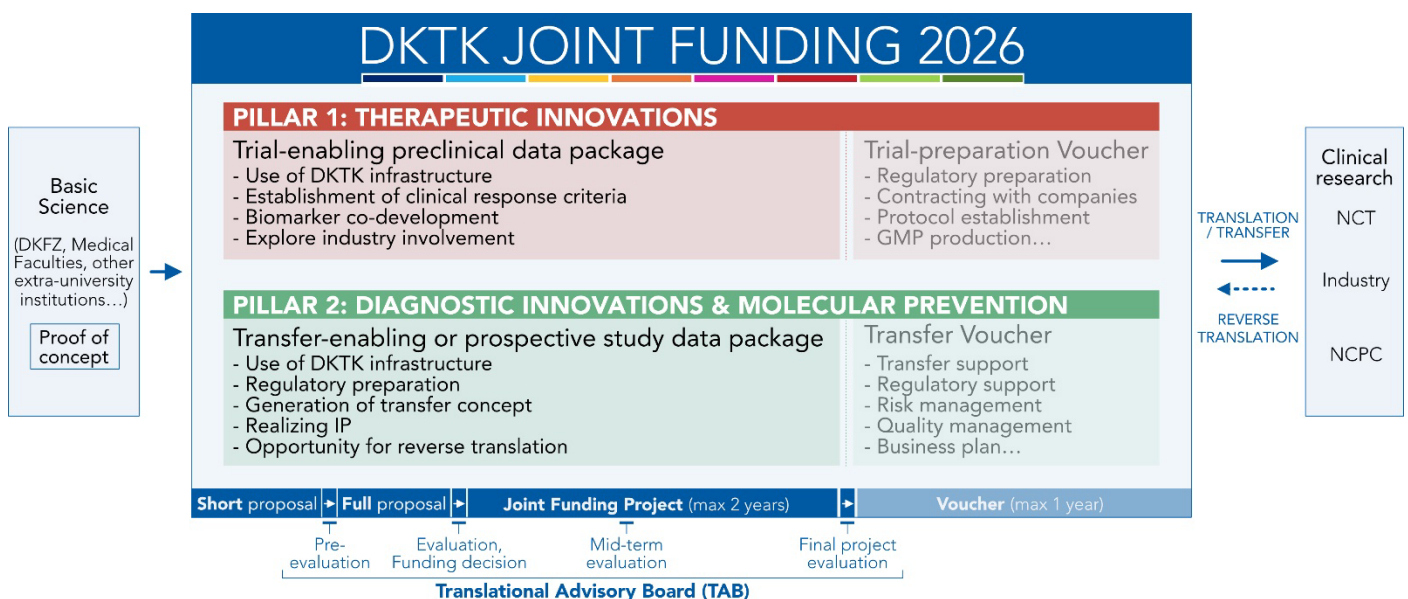 DKTK JOINT FUNDING 2026
Basic
Science
(DKFZ, Medical
Faculties, other
extra-university
institutions...)
Proof of
concept
PILLAR 1: THERAPEUTIC INNOVATIONS
Trial-enabling preclinical data package
- Use of DKTK infrastructure
- Establishment of clinical response criteria
- Biomarker co-development
- Explore industry involvement
Trial-preparation Voucher
- Regulatory preparation
- Contracting with companies
- Protocol establishment
- GMP production...
PILLAR 2: DIAGNOSTIC INNOVATIONS & MOLECULAR PREVENTION
Transfer-enabling or prospective study data package
- Use of DKTK infrastructure
- Regulatory preparation
- Generation of transfer concept
- Realizing IP
- Opportunity for reverse translation
Transfer Voucher
- Transfer support
- Regulatory support
- Risk management
- Quality management
- Business plan...
TRANSLATION
/ TRANSFER
REVERSE
TRANSLATION
Clinical
research
NCT
Industry
NCPC
Short proposal
Full proposal
Joint Funding Project (max 2 years)
Voucher (max 1 year)
Pre-
evaluation
Evaluation,
Funding decision
Mid-term
evaluation
Final project
evaluation
Translational Advisory Board (TAB)